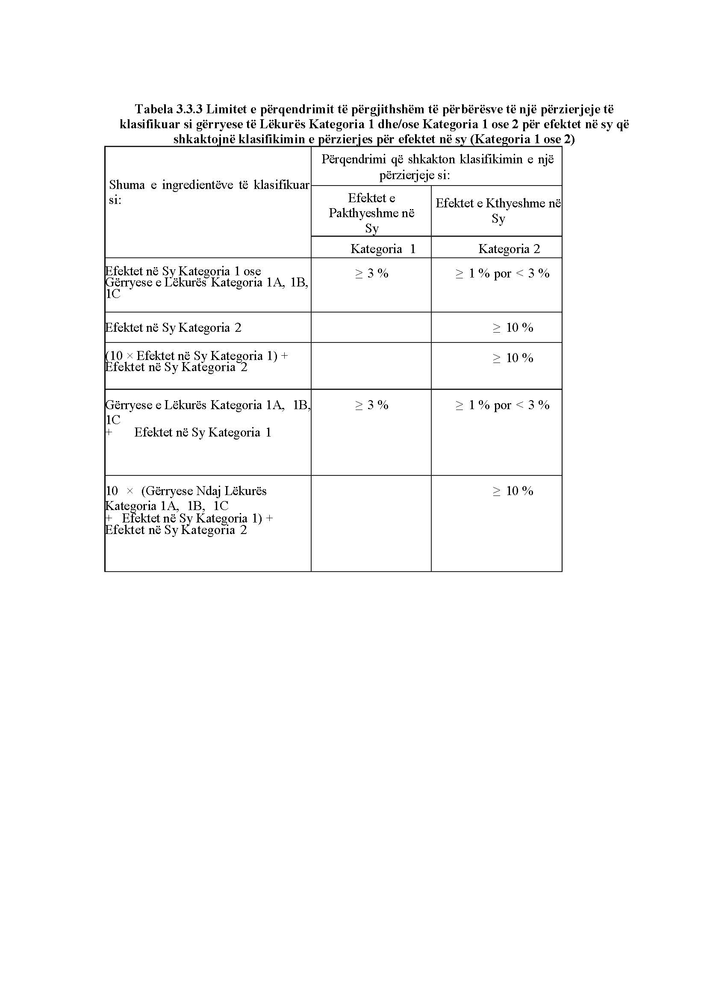 Tabela 3.3.3 Limitet e përqendrimit të përgjithshëm të përbërësve të një përzierjeje të
klasifikuar si gërryese të Lëkurës Kategoria 1 dhe/ose Kategoria 1 ose 2 për efektet në sy që
shkaktojnë klasifikimin e përzierjes për efektet në sy (Kategoria 1 ose 2)
Shuma e ingredientëve të klasifikuar
si:
Përqendrimi që shkakton klasifikimin e një
përzierjeje si:
Efektet e
Pakthyeshme në
Sy
Efektet e Kthyeshme në
Sy
Kategoria 1
Kategoria 2
Efektet në Sy Kategoria 1 ose
Gërryese e Lëkurës Kategoria 1A, 1B,
1C
≥ 3 %
≥ 1 % por < 3 %
Efektet në Sy Kategoria 2
≥ 10 %
(10 × Efektet në Sy Kategoria 1) +
Efektet në Sy Kategoria 2
≥ 10 %
Gërryese e Lëkurës Kategoria 1A, 1B,
1C
+ Efektet në Sy Kategoria 1
≥ 3 %
≥ 1 % por < 3 %
10 × (Gërryese Ndaj Lëkurës
Kategoria 1A, 1B, 1C
+ Efektet në Sy Kategoria 1) +
Efektet në Sy Kategoria 2
≥ 10 %